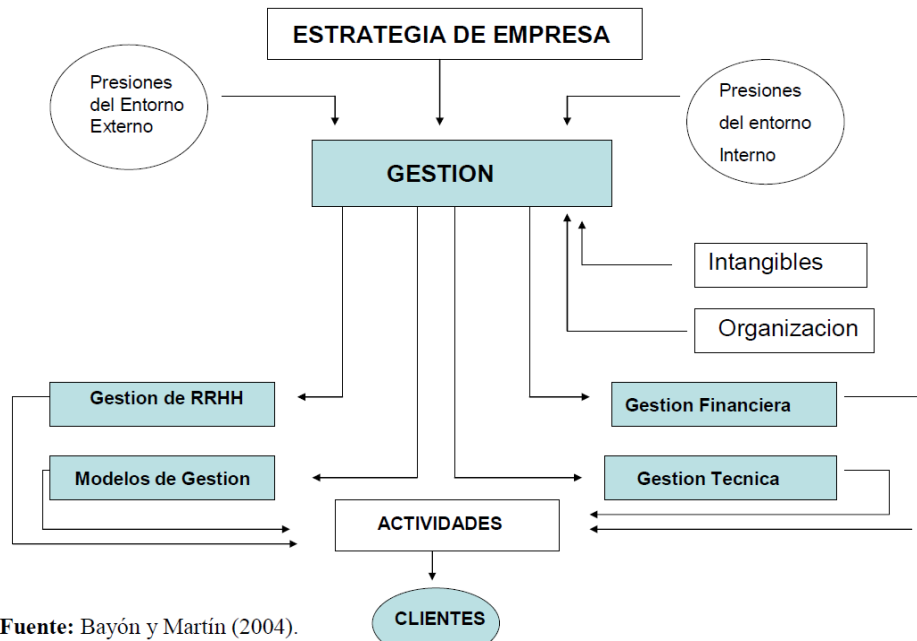 ESTRATEGIA DE EMPRESA
Presiones
del Entorno
Externo
Presiones
del entorno
Interno
GESTION
Intangibles
Organizacion
Gestion de RRHH
Gestion Financiera
Modelos de Gestion
Gestion Tecnica
ACTIVIDADES
CLIENTES
Fuente: Bayón y Martín (2004).